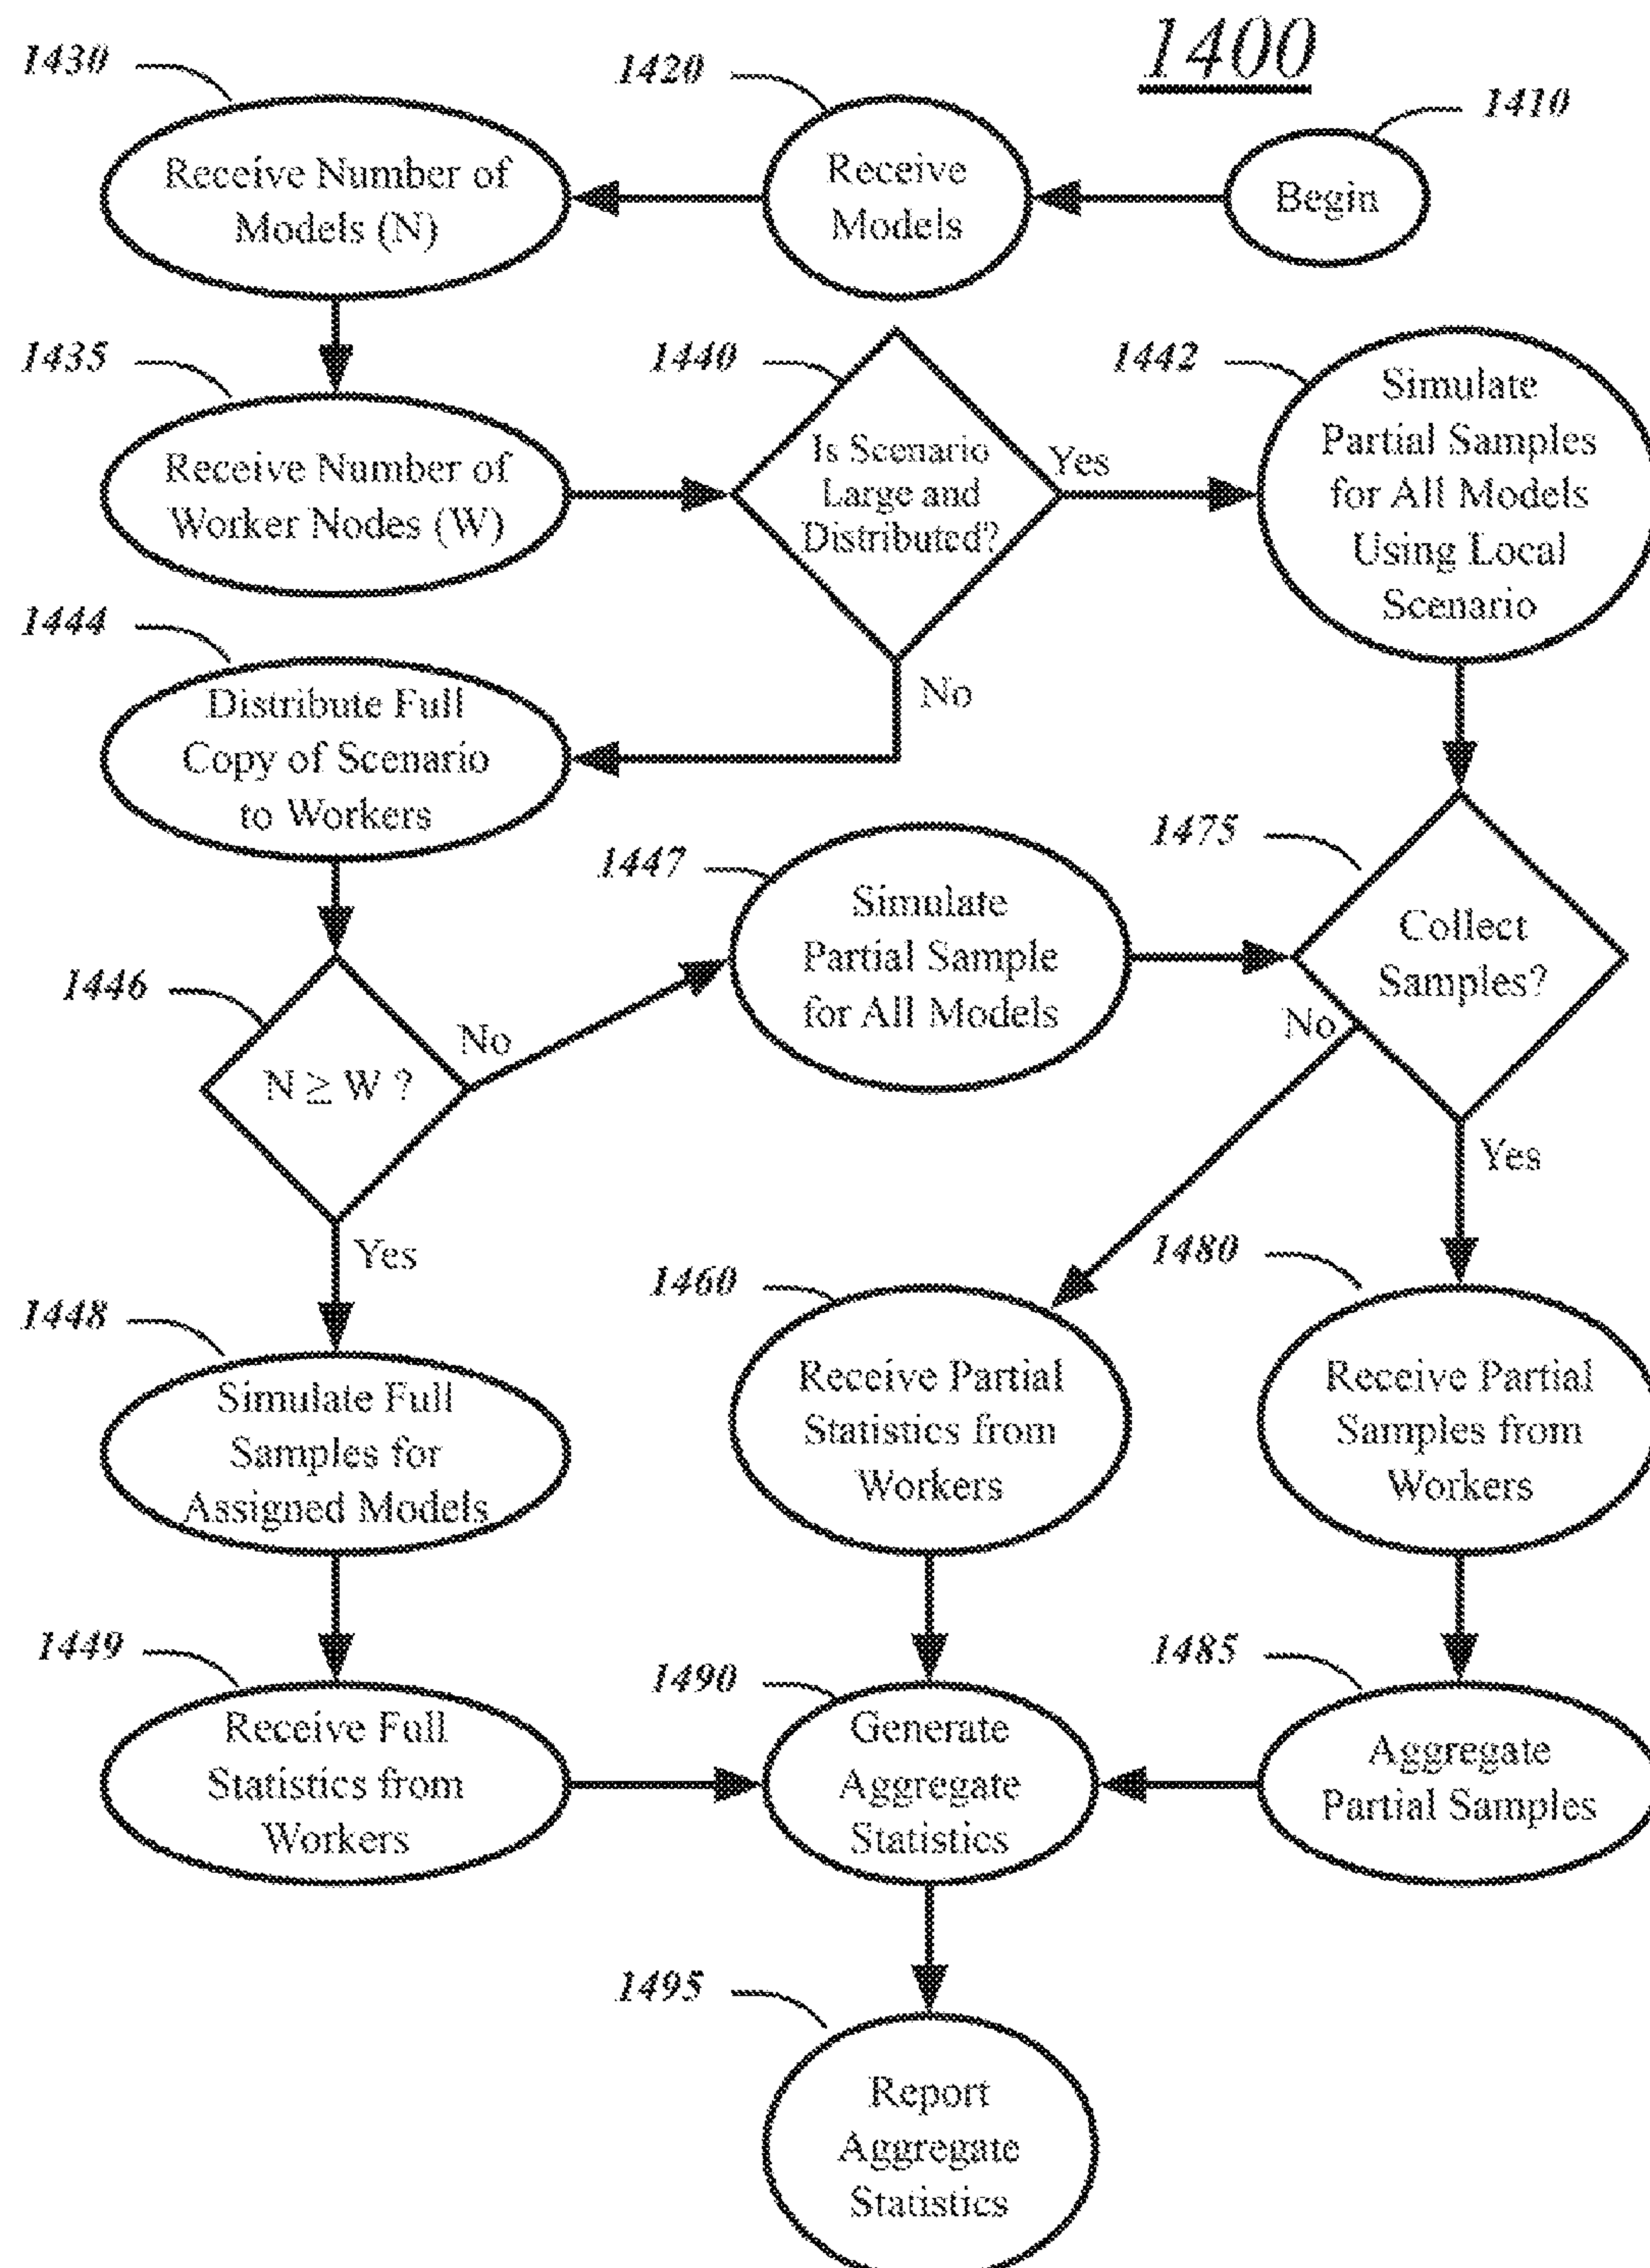 1400
1430
1420
1410
Receive Number of
Models (N)
Receive
Models
Begin
1435
1440
1442
Receive Number of
Worker Nodes (W)
Is Scenario
Large and
Distributed?
Yes
No
Simulate
Partial Samples
for All Models
Using Local
Scenario
1444
Distribute Full
Copy of Scenario
to Workers
1447
Simulate
Partial Sample
for All Models
1475
Collect
Samples?
No
Yes
1446
N ≥ W ?
No
Yes
1448
Simulate Full
Samples for
Assigned Models
1460
Receive Partial
Statistics from
Workers
1480
Receive Partial
Samples from
Workers
1449
Receive Full
Statistics from
Workers
1490
Generate
Aggregate
Statistics
1485
Aggregate
Partial Samples
1495
Report
Aggregate
Statistics